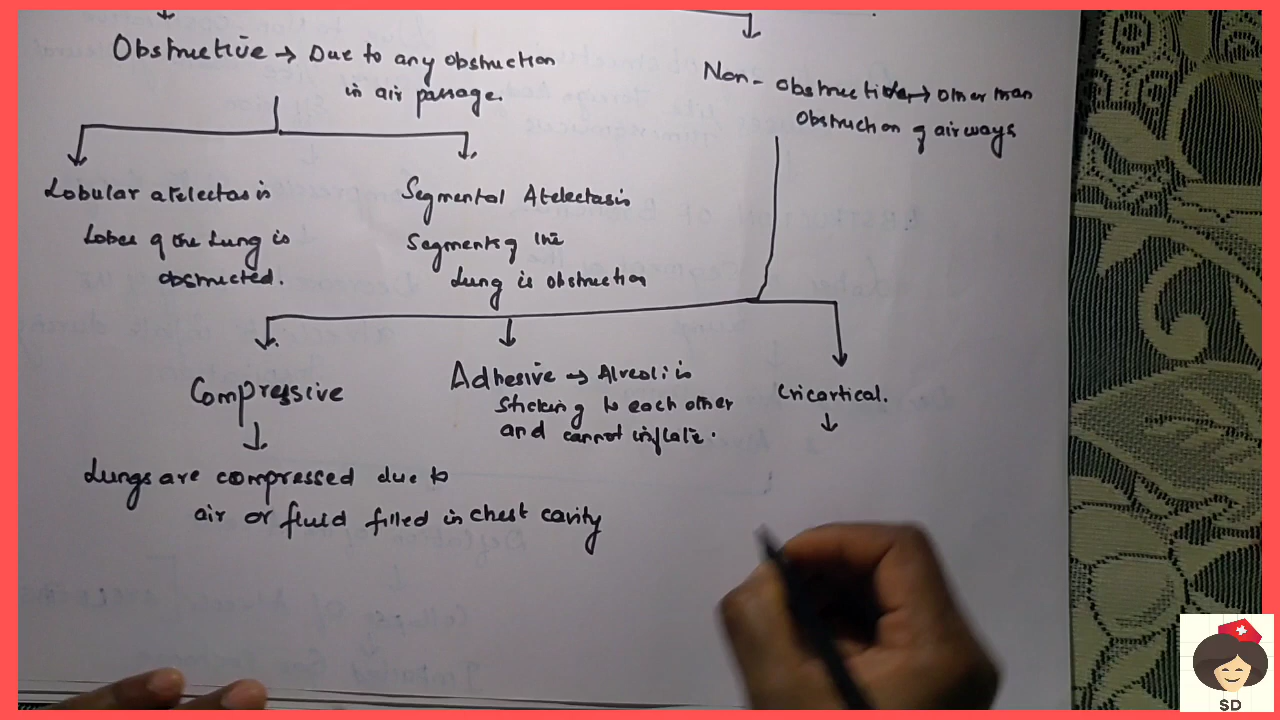 Obstructive → Due to any obstruction
in air passage.
Non-obstructive → Other than
Obstruction of airways
Lobular atelectasis
Lobes of the Lung is
obstructed.
Segmental Atelectasis
Segments of the
Lung is obstruction
Compressive
Adhesive → Alveoli is
sticking to each other
and cannot inflate.
Cricortical.
Lungs are compressed due to
air or fluid filled in chest cavity
SD